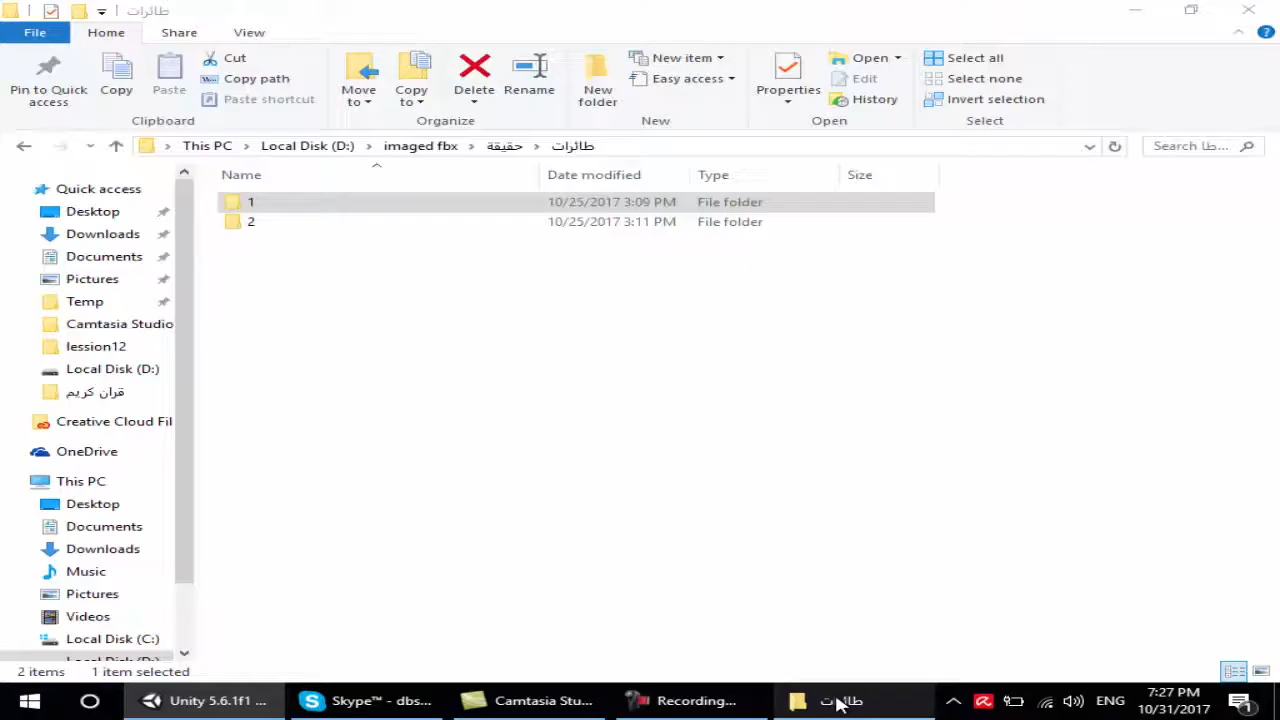 طائرات
File Home Share View
Pin to Quick access
Copy
Paste
Cut
Copy path
Paste shortcut
Clipboard
Move to
Copy to
Delete
Rename
Organize
New folder
New item
Easy access
New
Properties
Open
Edit
History
Open
Select all
Select none
Invert selection
Select
This PC Local Disk (D:) imaged fbx حقيقة طائرات
Search طا...
Name Date modified Type Size
1 10/25/2017 3:09 PM File folder
2 10/25/2017 3:11 PM File folder
Quick access
Desktop
Downloads
Documents
Pictures
Temp
Camtasia Studio
lession12
Local Disk (D:)
قران كريم
Creative Cloud Fil
OneDrive
This PC
Desktop
Documents
Downloads
Music
Pictures
Videos
Local Disk (C:)
Local Disk (D:)
2 items 1 item selected
Unity 5.6.1f1 ...
Skype™ - dbs...
Camtasia Stu...
Recording...
طائرات
ENG
7:27 PM
10/31/2017
1